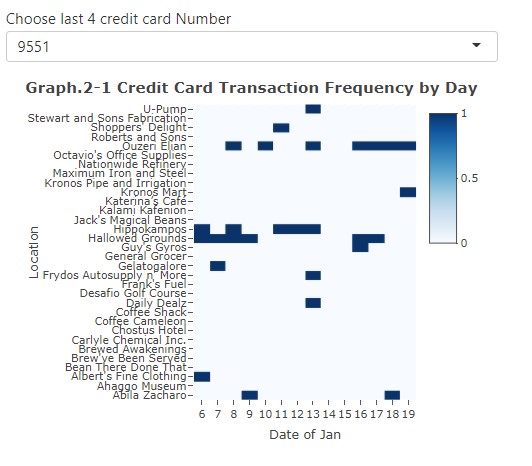 Choose last 4 credit card Number
9551
Graph.2-1 Credit Card Transaction Frequency by Day
U-Pump
Stewart and Sons Fabrication
Shoppers' Delight
Roberts and Sons
Ouzeri Elian
Octavio's Office Supplies
Nationwide Refinery
Maximum Iron and Steel
Kronos Pipe and Irrigation
Kronos Mart
Katerina's Café
Kalami Kafenion
Jack's Magical Beans
Hippokampos
Hallowed Grounds
Guy's Gyros
General Grocer
Gelatogalore
Frydos Autosupply n' More
Frank's Fuel
Desafio Golf Course
Daily Dealz
Coffee Shack
Coffee Cameleon
Chostus Hotel
Carlyle Chemical Inc.
Brewed Awakenings
Brew've Been Served
Bean There Done That
Albert's Fine Clothing
Ahaggo Museum
Abila Zacharo
Location
6 7 8 9 10 11 12 13 14 15 16 17 18 19
Date of Jan
1
0.5
0